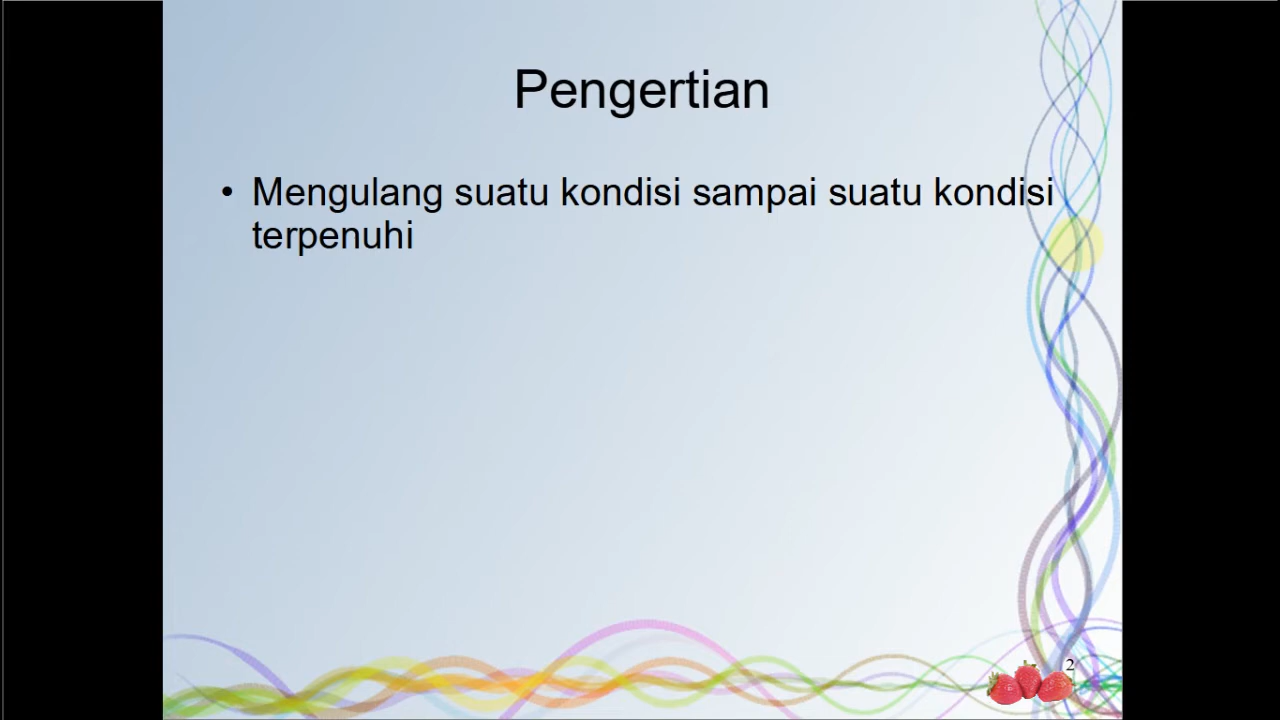 Pengertian
• Mengulang suatu kondisi sampai suatu kondisi
terpenuhi
2